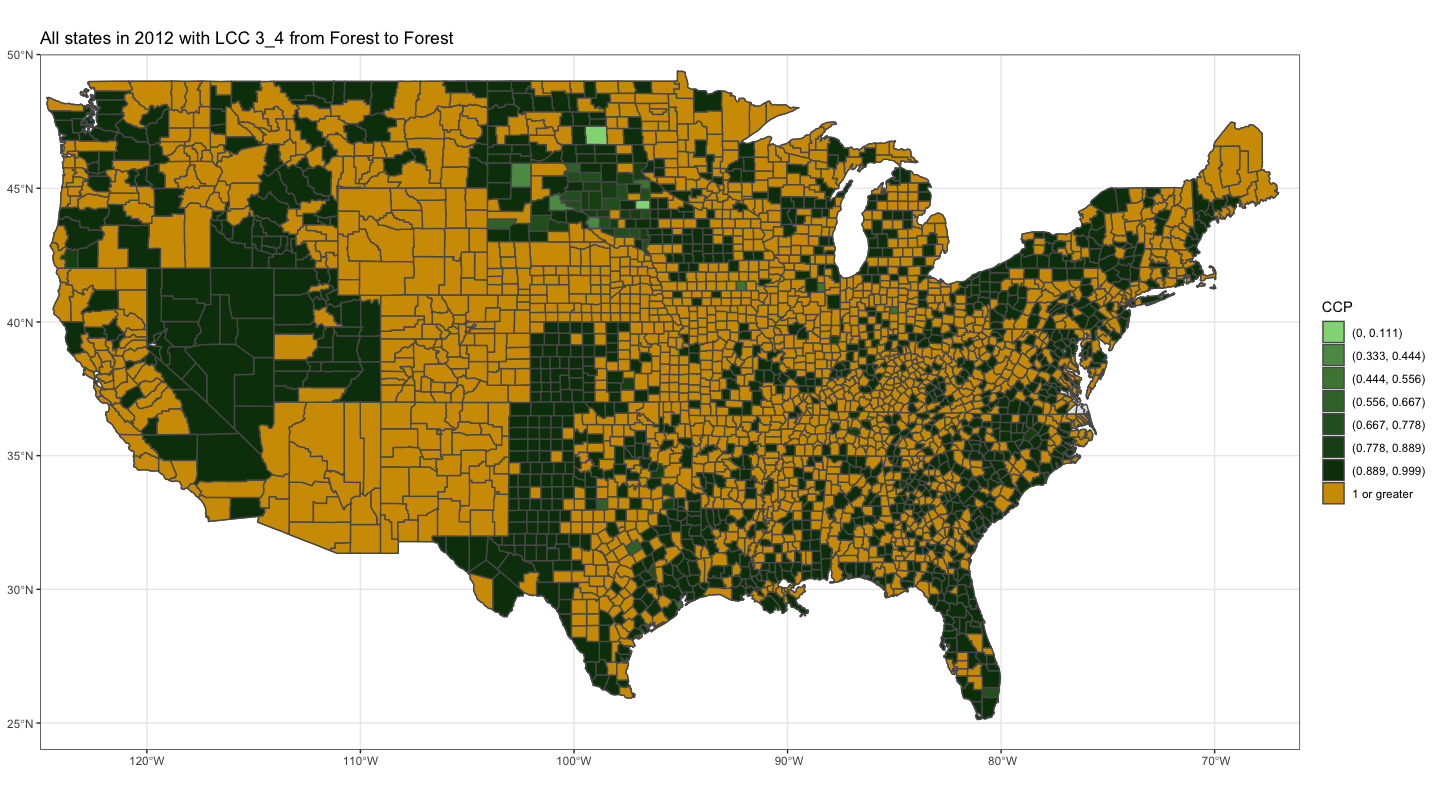 All states in 2012 with LCC 3_4 from Forest to Forest
50°N
45°N
40°N
35°N
30°N
25°N
120°W
110°W
100°W
90°W
80°W
70°W
CCP
(0, 0.111)
(0.333, 0.444)
(0.444, 0.556)
(0.556, 0.667)
(0.667, 0.778)
(0.778, 0.889)
(0.889, 0.999)
1 or greater